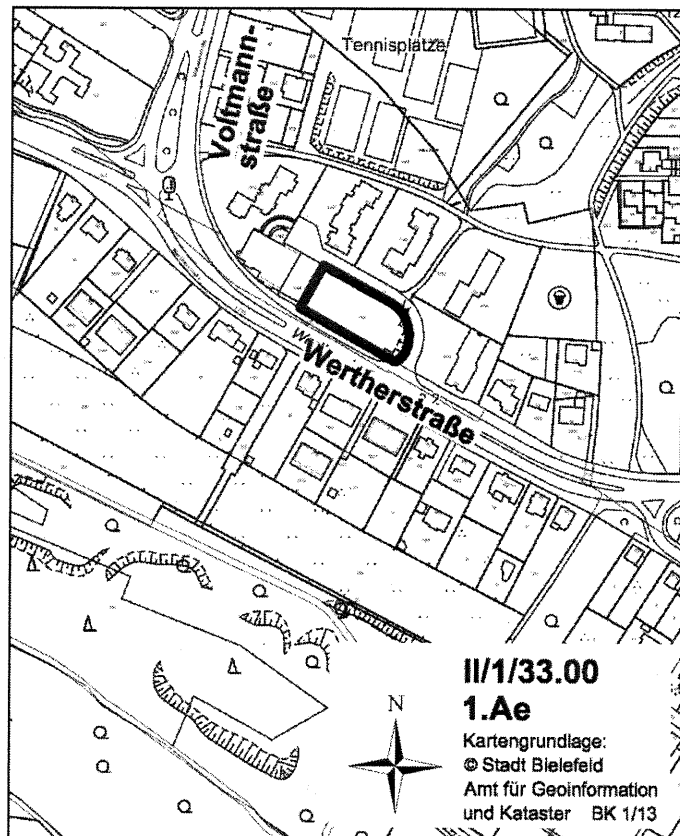 Tennisplätze
Voltmann-
straße
Wertherstraße
N
II/1/33.00
1.Ae
Kartengrundlage:
© Stadt Bielefeld
Amt für Geoinformation
und Kataster BK 1/13